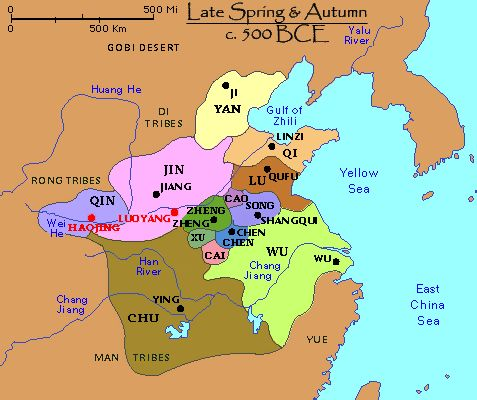 0 500 Mi
0 500 Km
Late Spring & Autumn
c. 500 BCE
Yalu
River
GOBI DESERT
JI
YAN
Huang He
DI
TRIBES
Gulf of
Zhili
LINZI
QI
JIN
LU
QUFU
Yellow
Sea
RONG TRIBES
JIANG
QIN
CAO
SONG
LUOYANG
ZHENG
ZHENG
SHANGQUI
Wei
He
HAOJING
XU
CHEN
CHEN
WU
CAI
Han
River
Chang
Jiang
WU
Chang
Jiang
YING
CHU
East
China
Sea
YUE
MAN TRIBES